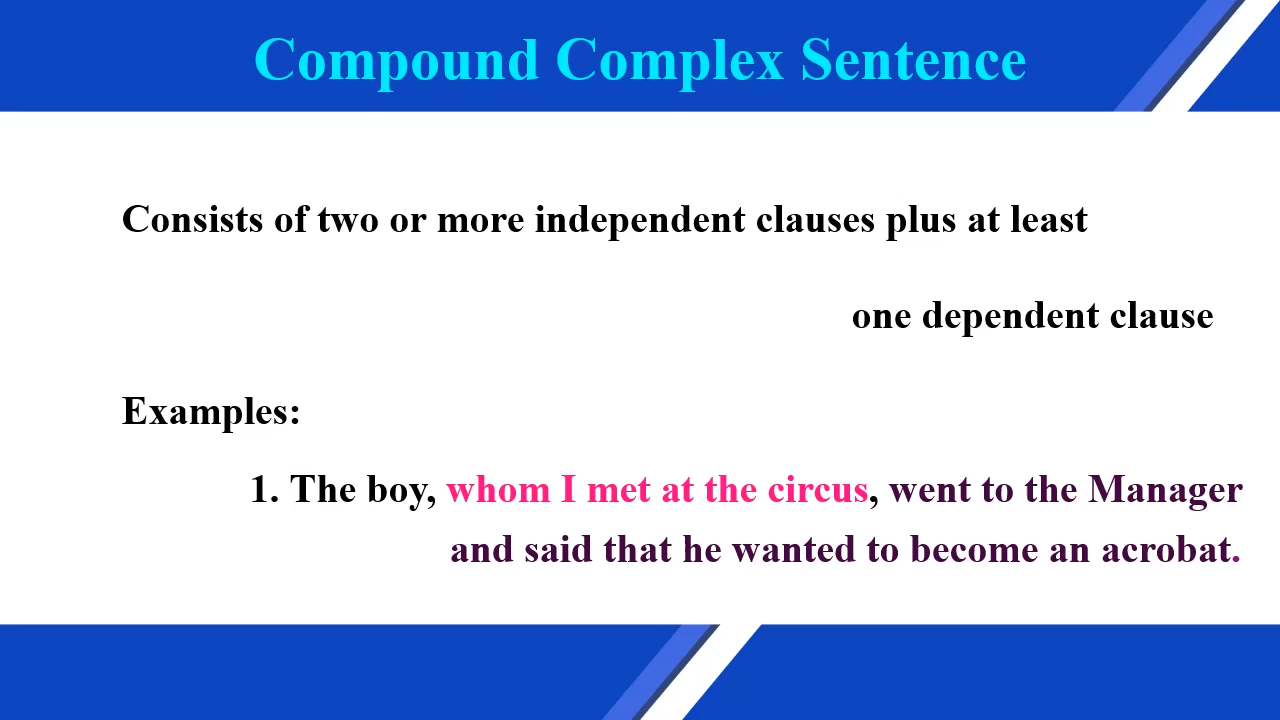 Compound Complex Sentence
Consists of two or more independent clauses plus at least
one dependent clause
Examples:
1. The boy, whom I met at the circus, went to the Manager
and said that he wanted to become an acrobat.